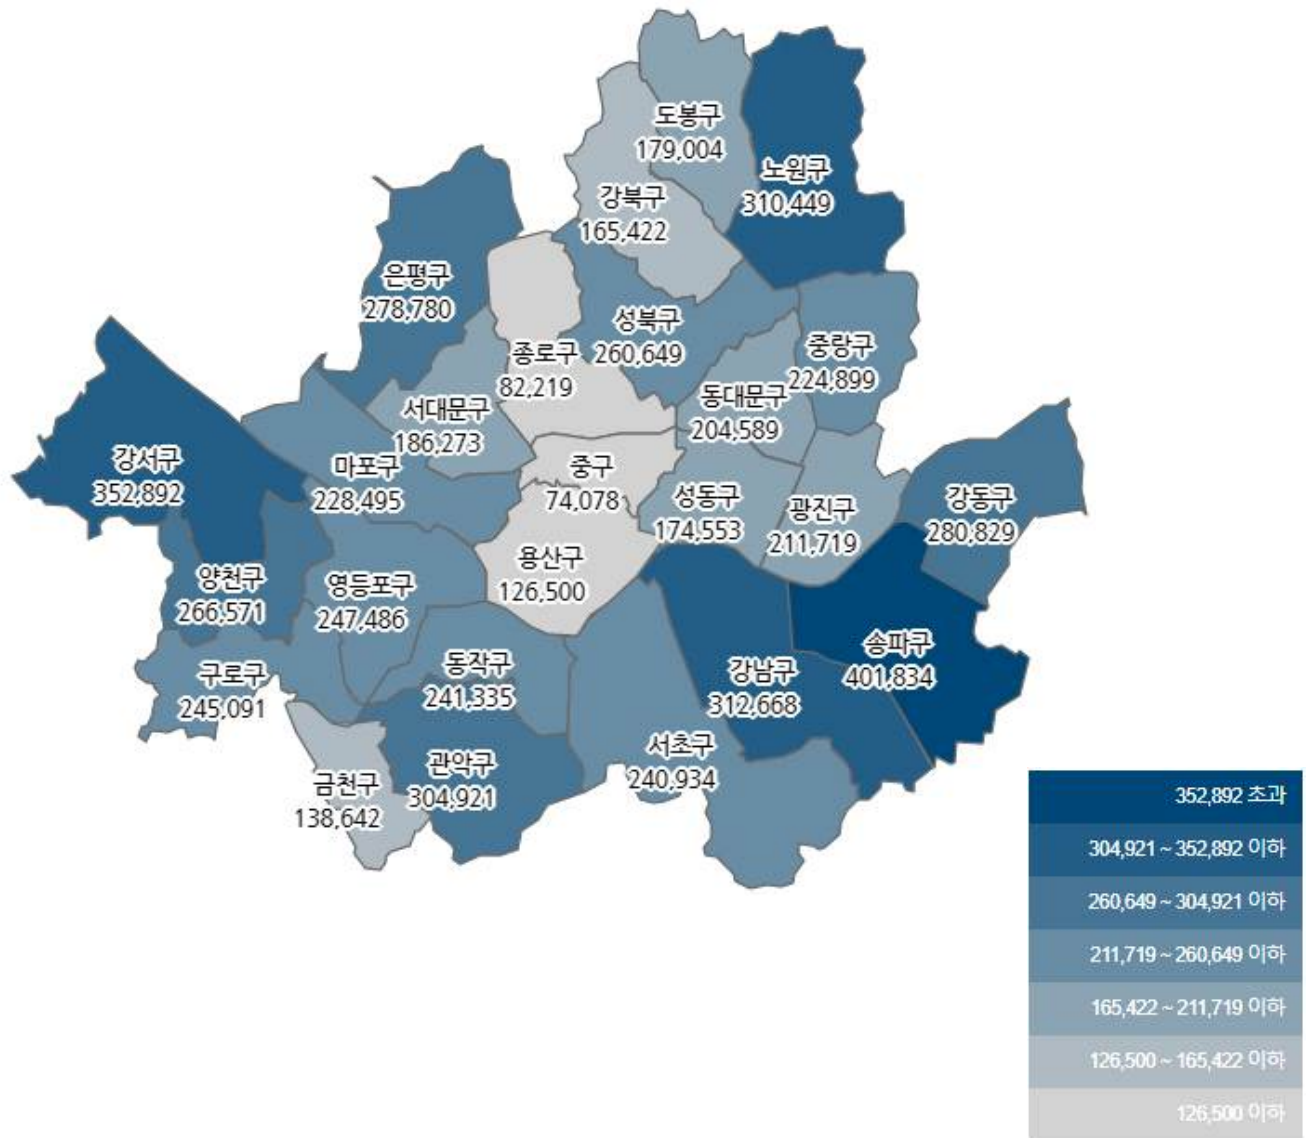 도봉구
179,004
노원구
310,449
강북구
165,422
은평구
278,780
성북구
260,649
중랑구
224,899
종로구
82,219
동대문구
204,589
서대문구
186,273
강서구
352,892
마포구
228,495
중구
74,078
성동구
174,553
광진구
211,719
강동구
280,829
용산구
126,500
양천구
266,571
영등포구
247,486
송파구
401,834
동작구
241,335
강남구
312,668
구로구
245,091
서초구
240,934
관악구
304,921
금천구
138,642
352,892 초과
304,921 ~ 352,892 이하
260,649 ~ 304,921 이하
211,719 ~ 260,649 이하
165,422 ~ 211,719 이하
126,500 ~ 165,422 이하
126,500 이하